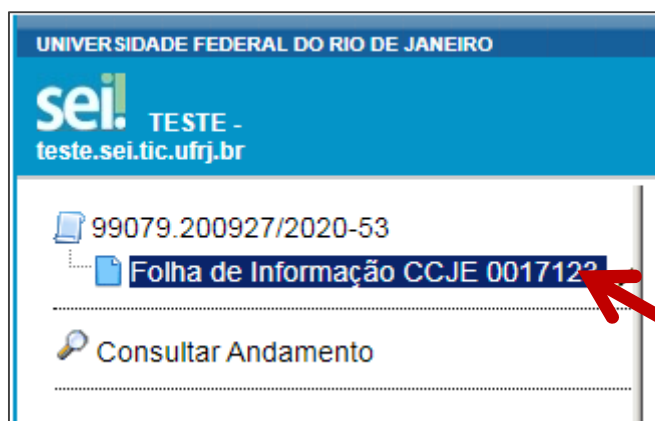 UNIVERSIDADE FEDERAL DO RIO DE JANEIRO
sei! TESTE -
teste.sei.tic.ufrj.br
99079.200927/2020-53
Folha de Informação CCJE 0017123
Consultar Andamento